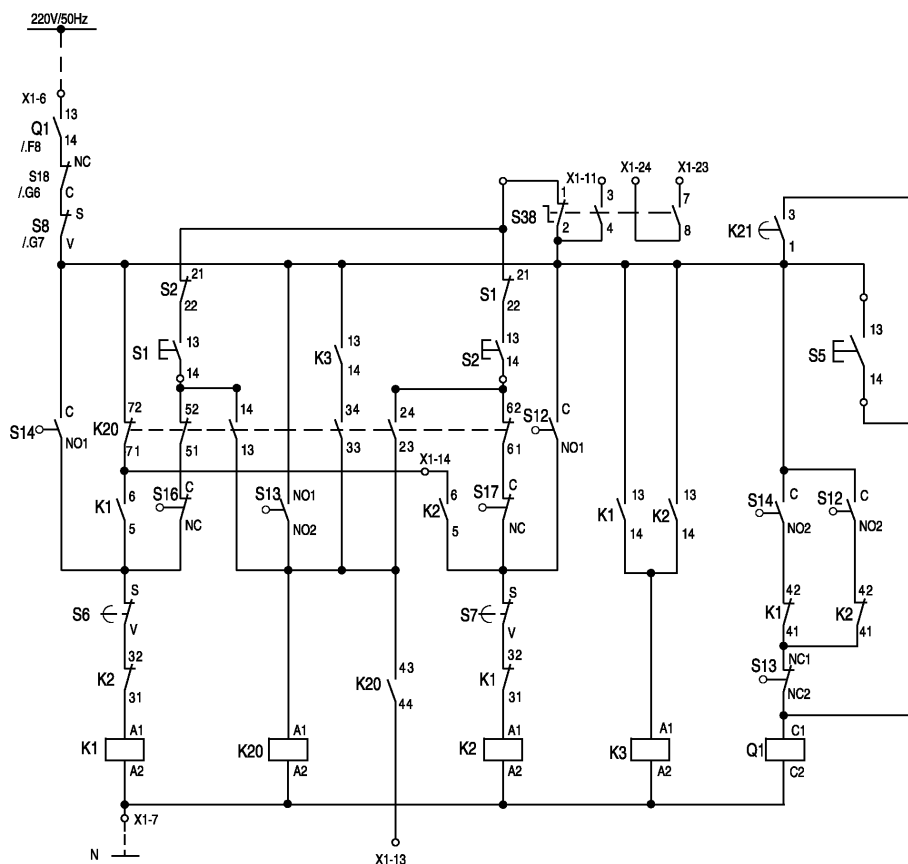 220V/50Hz
X1-6
13
Q1
14
/.F8
NC
S18
/.G6
C
S
S8
/.G7
V
X1-11
X1-24
X1-23
1
3
7
S38
2
4
8
3
K21
1
21
S2
22
21
S1
22
13
S1
14
13
K3
14
13
S2
14
13
S5
14
C
S14
NO1
72
K20
71
52
51
14
13
34
33
24
23
62
61
S12
C
NO1
X1-14
6
K1
5
C
S16
NC
NO1
S13
NO2
6
K2
5
C
S17
NC
13
K1
14
13
K2
14
C
S14
NO2
C
S12
NO2
S
S6
V
S
S7
V
42
K1
41
42
K2
41
32
K2
31
43
K20
44
32
K1
31
NC1
S13
NC2
A1
K1
A2
A1
K20
A2
A1
K2
A2
A1
K3
A2
C1
Q1
C2
X1-7
N
X1-13